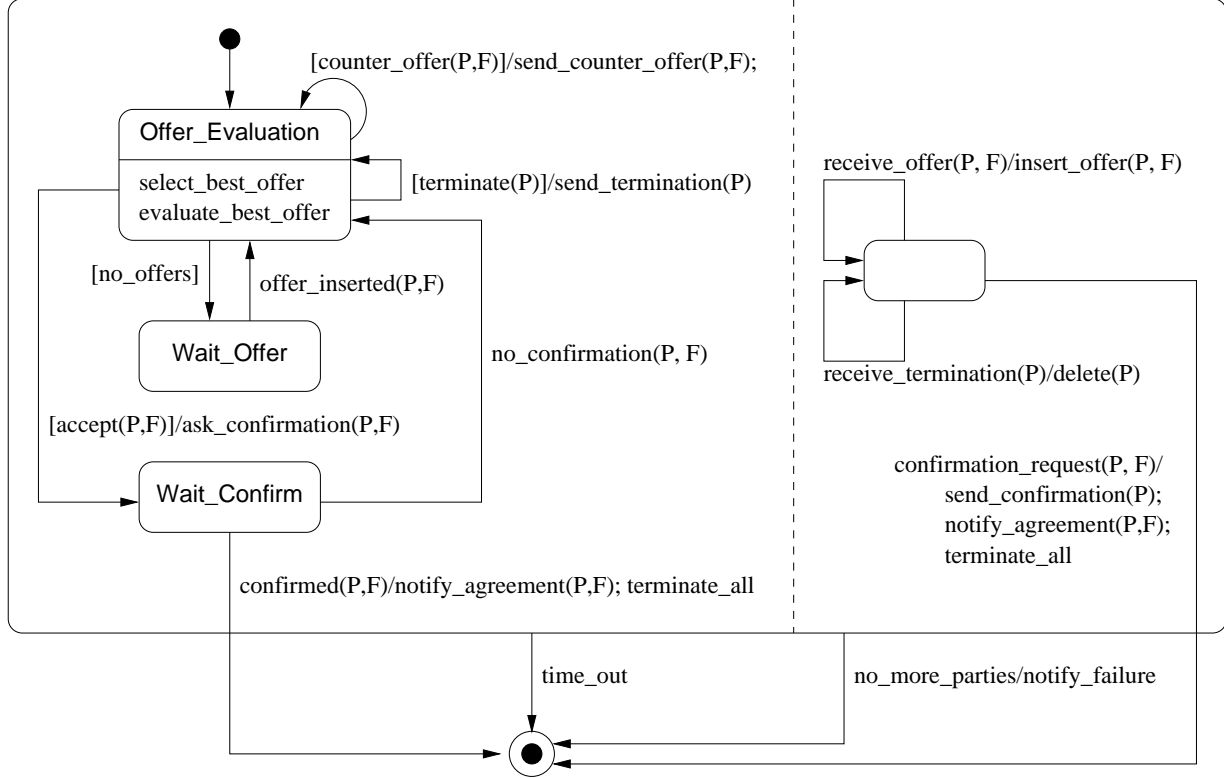 [counter_offer(P,F)]/send_counter_offer(P,F);
Offer_Evaluation
select_best_offer
evaluate_best_offer
[terminate(P)]/send_termination(P)
[no_offers]
offer_inserted(P,F)
Wait_Offer
no_confirmation(P, F)
[accept(P,F)]/ask_confirmation(P,F)
Wait_Confirm
confirmed(P,F)/notify_agreement(P,F); terminate_all
receive_offer(P, F)/insert_offer(P, F)
receive_termination(P)/delete(P)
confirmation_request(P, F)/
send_confirmation(P);
notify_agreement(P,F);
terminate_all
time_out
no_more_parties/notify_failure